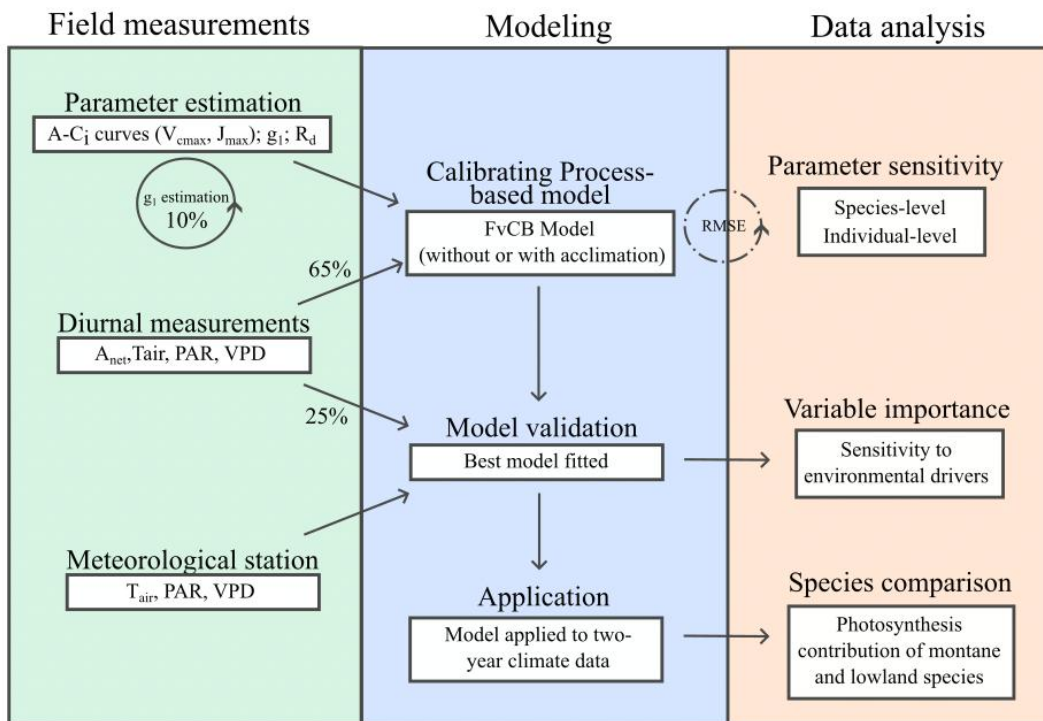 Field measurements
Modeling
Data analysis
Parameter estimation
A-Ci curves (Vcmax, Jmax); g1; Rd
g1 estimation
10%
65%
Diurnal measurements
Anet,Tair, PAR, VPD
25%
Meteorological station
Tair, PAR, VPD
Calibrating Process-
based model
FvCB Model
(without or with acclimation)
RMSE
Model validation
Best model fitted
Application
Model applied to two-
year climate data
Parameter sensitivity
Species-level
Individual-level
Variable importance
Sensitivity to
environmental drivers
Species comparison
Photosynthesis
contribution of montane
and lowland species